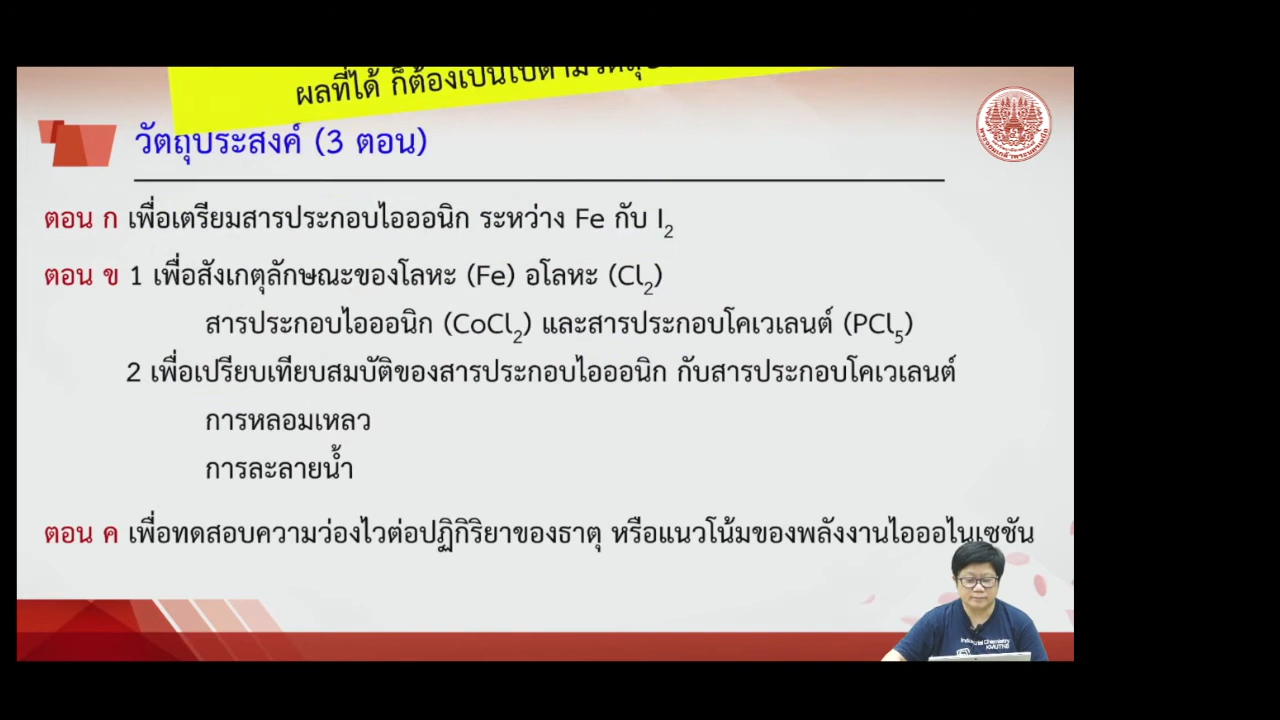 ผลที่ได้ ก็ต้องเป็นไปตาม
วัตถุประสงค์ (3 ตอน)
ตอน ก เพื่อเตรียมสารประกอบไอออนิก ระหว่าง Fe กับ I₂
ตอน ข 1 เพื่อสังเกตุลักษณะของโลหะ (Fe) อโลหะ (Cl₂)
สารประกอบไอออนิก (CoCl₂) และสารประกอบโคเวเลนต์ (PCl₅)
2 เพื่อเปรียบเทียบสมบัติของสารประกอบไอออนิก กับสารประกอบโคเวเลนต์
การหลอมเหลว
การละลายน้ำ
ตอน ค เพื่อทดสอบความว่องไวต่อปฏิกิริยาของธาตุ หรือแนวโน้มของพลังงานไอออไนเซชัน
Industrial Chemistry
KMUTNB